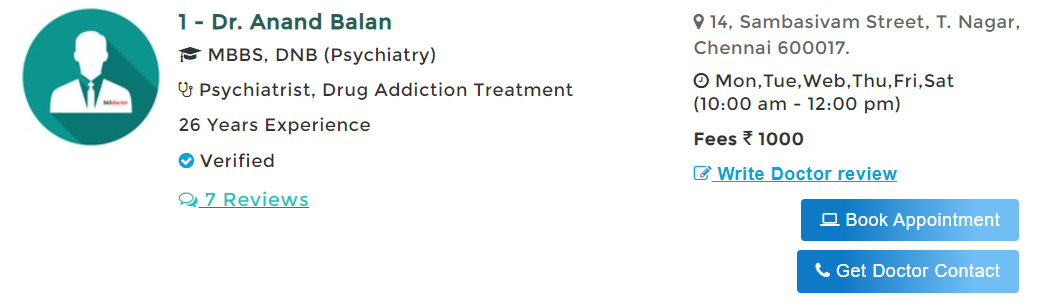 1 - Dr. Anand Balan
MBBS, DNB (Psychiatry)
Psychiatrist, Drug Addiction Treatment
26 Years Experience
Verified
7 Reviews
14, Sambasivam Street, T. Nagar,
Chennai 600017.
Mon,Tue,Web,Thu,Fri,Sat
(10:00 am - 12:00 pm)
Fees ₹ 1000
Write Doctor review
Book Appointment
Get Doctor Contact